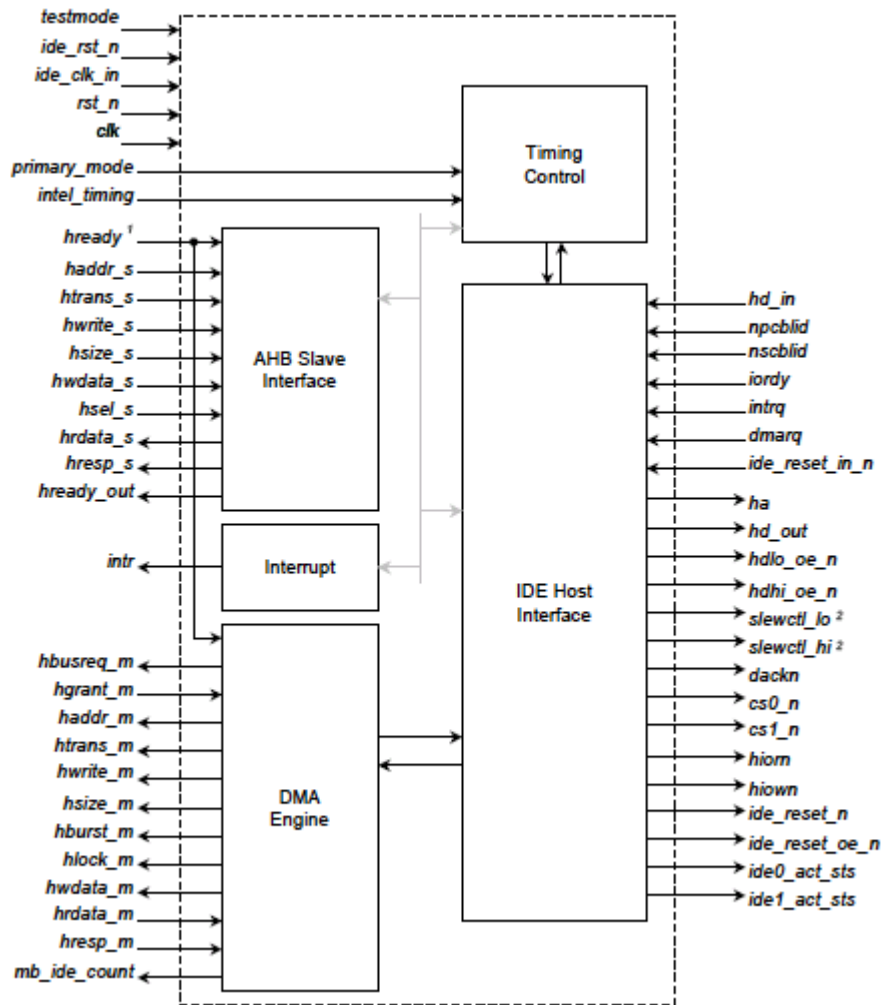 testmode
ide_rst_n
ide_clk_in
rst_n
clk
primary_mode
intel_timing
Timing
Control
hready ¹
haddr_s
htrans_s
hwrite_s
hsize_s
hwdata_s
hsel_s
hrdata_s
hresp_s
hready_out
AHB Slave
Interface
intr
Interrupt
hbusreq_m
hgrant_m
haddr_m
htrans_m
hwrite_m
hsize_m
hburst_m
hlock_m
hwdata_m
hrdata_m
hresp_m
mb_ide_count
DMA
Engine
IDE Host
Interface
hd_in
npcblid
nscblid
iordy
intrq
dmarq
ide_reset_in_n
ha
hd_out
hdlo_oe_n
hdhi_oe_n
slewctl_lo ²
slewctl_hi ²
dackn
cs0_n
cs1_n
hiorn
hiown
ide_reset_n
ide_reset_oe_n
ide0_act_sts
ide1_act_sts